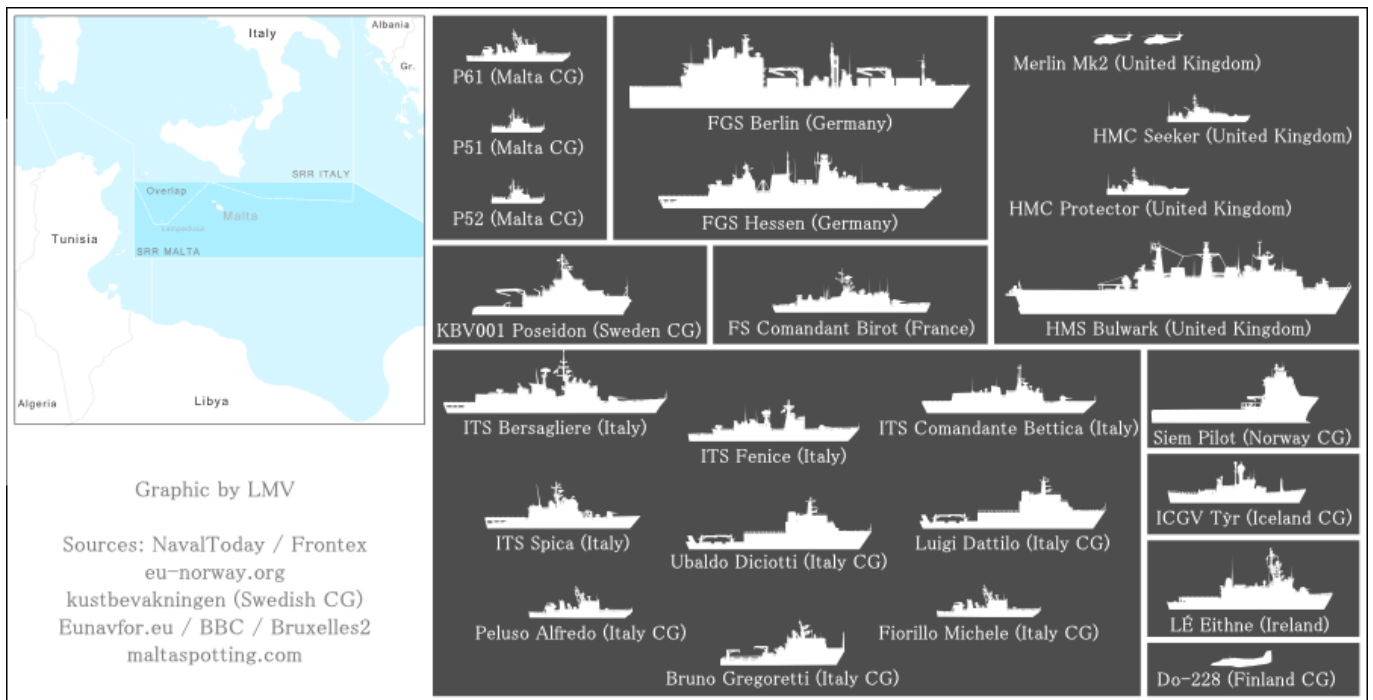 Italy
Albania
Gr.
SRR ITALY
Overlap
Malta
Lampedusa
Tunisia
SRR MALTA
Algeria
Libya
Graphic by LMV
Sources: NavalToday / Frontex
eu-norway.org
kustbevakningen (Swedish CG)
Eunavfor.eu / BBC / Bruxelles2
maltaspotting.com
P61 (Malta CG)
P51 (Malta CG)
P52 (Malta CG)
FGS Berlin (Germany)
FGS Hessen (Germany)
Merlin Mk2 (United Kingdom)
HMC Seeker (United Kingdom)
HMC Protector (United Kingdom)
HMS Bulwark (United Kingdom)
KBV001 Poseidon (Sweden CG)
FS Comandant Birot (France)
ITS Bersagliere (Italy)
ITS Fenice (Italy)
ITS Comandante Bettica (Italy)
ITS Spica (Italy)
Ubaldo Diciotti (Italy CG)
Luigi Dattilo (Italy CG)
Peluso Alfredo (Italy CG)
Fiorillo Michele (Italy CG)
Bruno Gregoretti (Italy CG)
Siem Pilot (Norway CG)
ICGV Týr (Iceland CG)
LÉ Eithne (Ireland)
Do-228 (Finland CG)